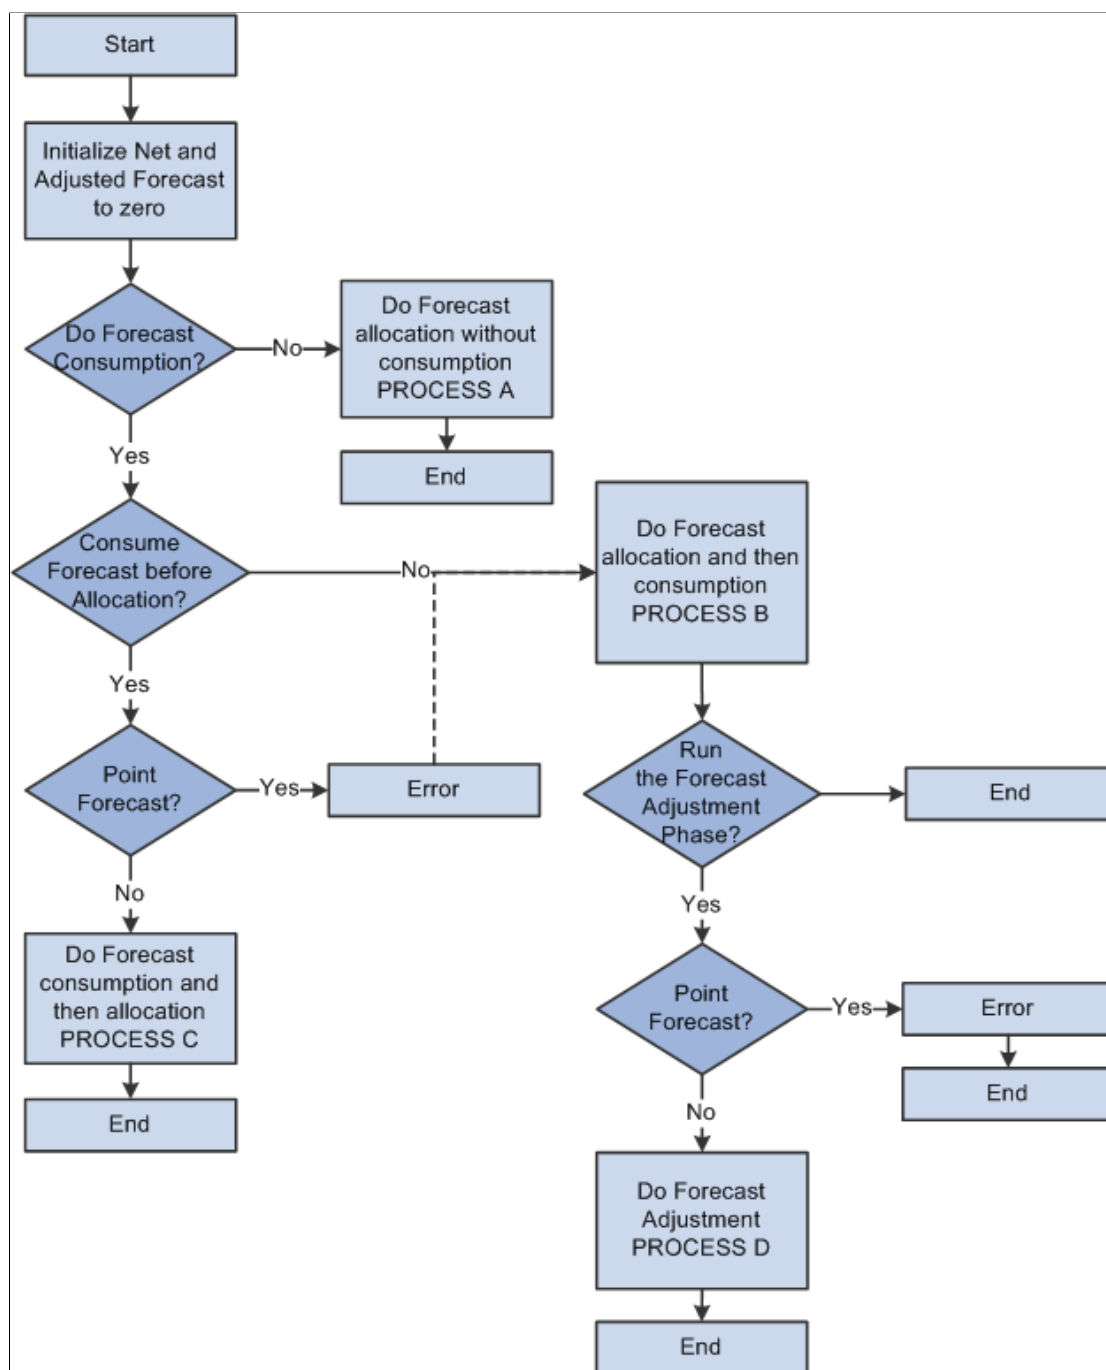 Start
Initialize Net and
Adjusted Forecast
to zero
Do Forecast
Consumption?
No
Do Forecast
allocation without
consumption
PROCESS A
End
Yes
Consume
Forecast before
Allocation?
No
Do Forecast
allocation and then
consumption
PROCESS B
Yes
Point
Forecast?
Yes
Error
Run
the Forecast
Adjustment
Phase?
End
No
Do Forecast
consumption and
then allocation
PROCESS C
End
Yes
Point
Forecast?
Yes
Error
End
No
Do Forecast
Adjustment
PROCESS D
End